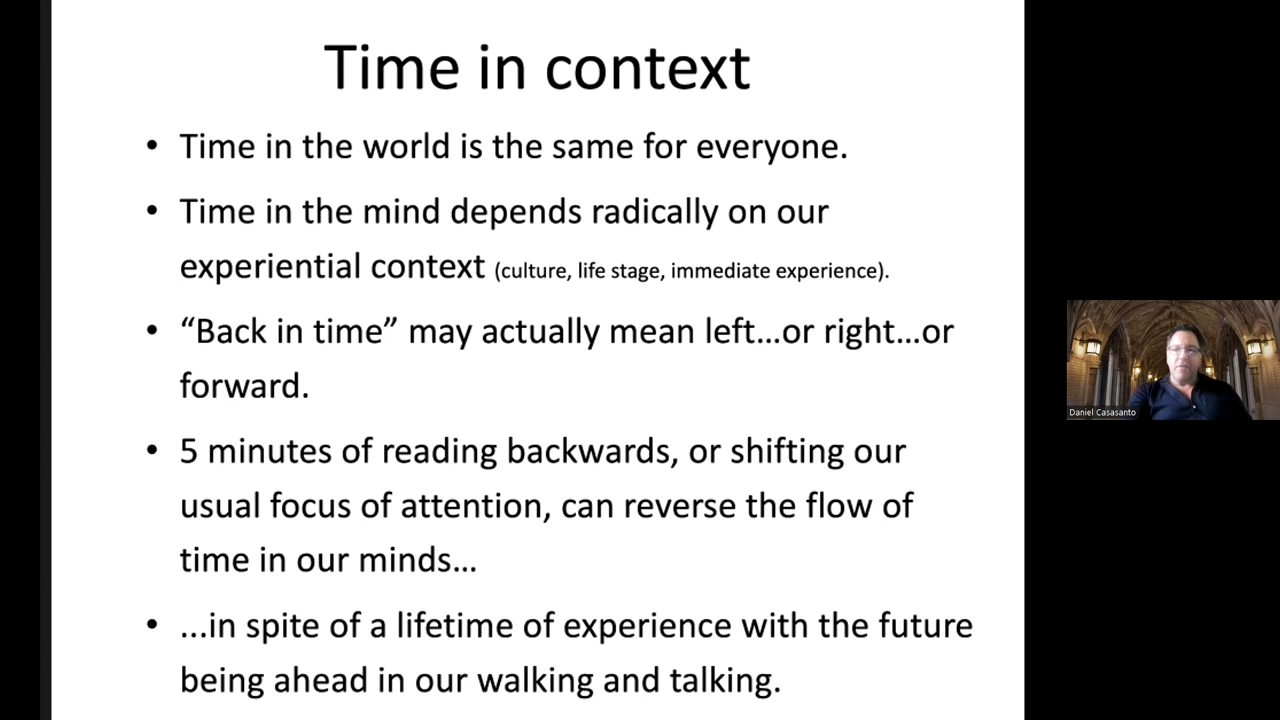 Time in context
• Time in the world is the same for everyone.
• Time in the mind depends radically on our
experiential context (culture, life stage, immediate experience).
• “Back in time” may actually mean left…or right…or
forward.
• 5 minutes of reading backwards, or shifting our
usual focus of attention, can reverse the flow of
time in our minds…
• ...in spite of a lifetime of experience with the future
being ahead in our walking and talking.
Daniel Casasanto